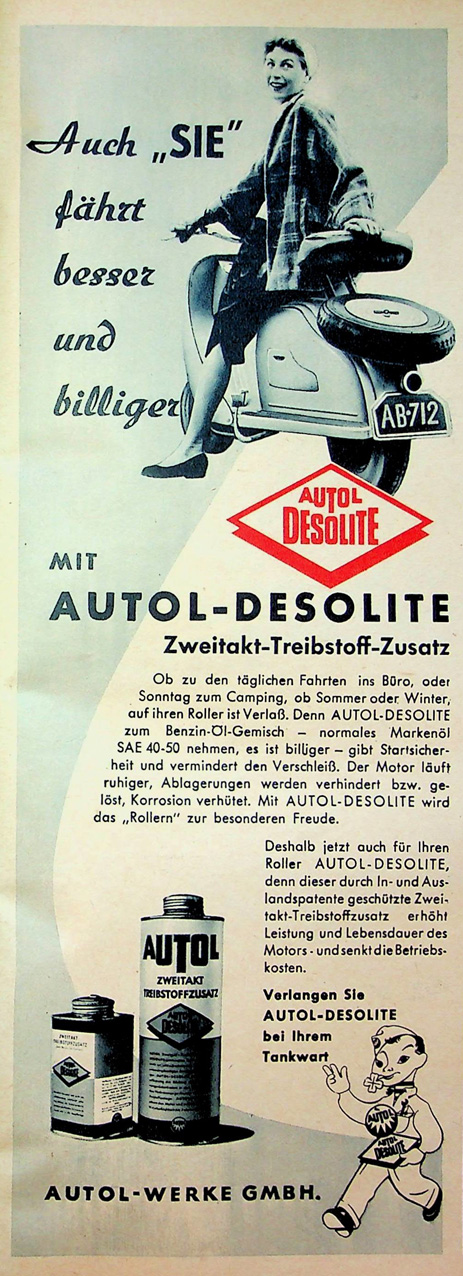 Auch „SIE"
fährt
besser
und
billiger
AB·712
AUTOL
DESOLITE
MIT
AUTOL-DESOLITE
Zweitakt-Treibstoff-Zusatz
Ob zu den täglichen Fahrten ins Büro, oder
Sonntag zum Camping, ob Sommer oder Winter,
auf ihren Roller ist Verlaß. Denn AUTOL-DESOLITE
zum Benzin-Öl-Gemisch – normales Markenöl
SAE 40-50 nehmen, es ist billiger – gibt Startsicher-
heit und vermindert den Verschleiß. Der Motor läuft
ruhiger, Ablagerungen werden verhindert bzw. ge-
löst, Korrosion verhütet. Mit AUTOL-DESOLITE wird
das „Rollern" zur besonderen Freude.
Deshalb jetzt auch für Ihren
Roller AUTOL-DESOLITE,
denn dieser durch In- und Aus-
landspatente geschützte Zwei-
takt-Treibstoffzusatz erhöht
Leistung und Lebensdauer des
Motors - und senkt die Betriebs-
kosten.
Verlangen Sie
AUTOL-DESOLITE
bei Ihrem
Tankwart
AUTOL
ZWEITAKT
TREIBSTOFFZUSATZ
AUTOL
DESOLITE
ZWEITAKT
TREIBSTOFFZUSATZ
AUTOL
DESOLITE
AUTOL
AUTOL
DESOLITE
AUTOL-WERKE GMBH.